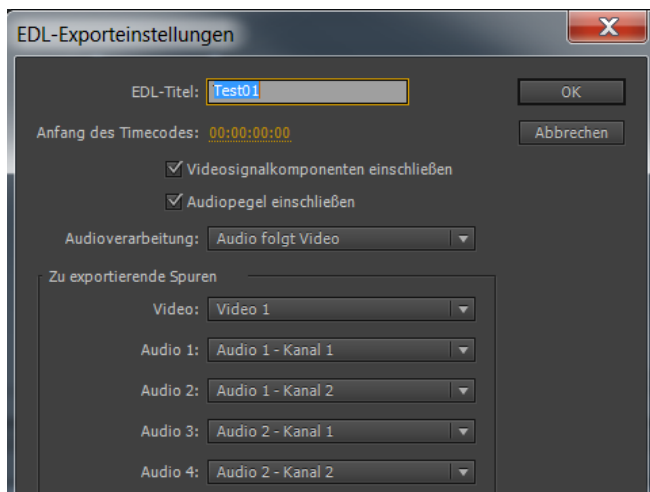 EDL-Exporteinstellungen
EDL-Titel: Test01
OK
Anfang des Timecodes: 00:00:00:00
Abbrechen
Videosignalkomponenten einschließen
Audiopegel einschließen
Audioverarbeitung: Audio folgt Video
Zu exportierende Spuren
Video: Video 1
Audio 1: Audio 1 - Kanal 1
Audio 2: Audio 1 - Kanal 2
Audio 3: Audio 2 - Kanal 1
Audio 4: Audio 2 - Kanal 2